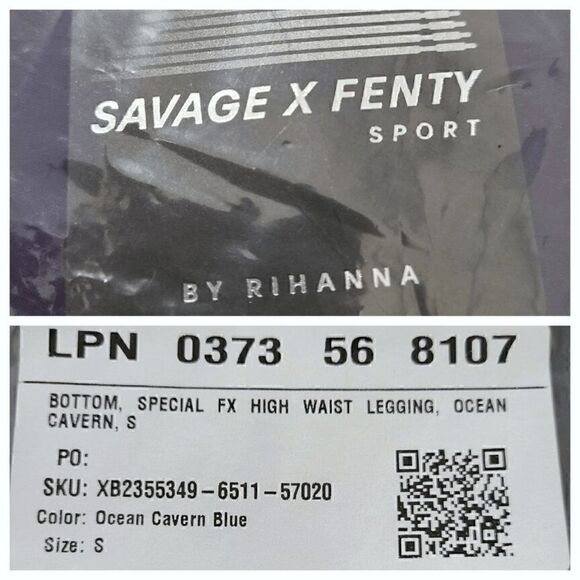 SAVAGE X FENTY
SPORT
BY RIHANNA
LPN 0373 56 8107
BOTTOM, SPECIAL FX HIGH WAIST LEGGING, OCEAN
CAVERN, S
PO:
SKU: XB2355349-6511-57020
Color: Ocean Cavern Blue
Size: S